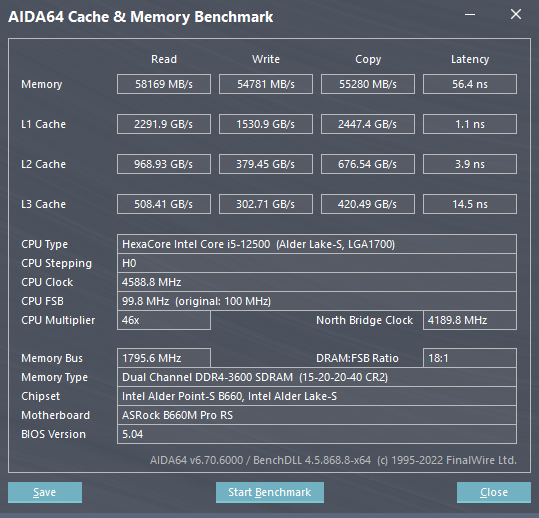 AIDA64 Cache & Memory Benchmark
Read Write Copy Latency
Memory 58169 MB/s 54781 MB/s 55280 MB/s 56.4 ns
L1 Cache 2291.9 GB/s 1530.9 GB/s 2447.4 GB/s 1.1 ns
L2 Cache 968.93 GB/s 379.45 GB/s 676.54 GB/s 3.9 ns
L3 Cache 508.41 GB/s 302.71 GB/s 420.49 GB/s 14.5 ns
CPU Type HexaCore Intel Core i5-12500 (Alder Lake-S, LGA1700)
CPU Stepping H0
CPU Clock 4588.8 MHz
CPU FSB 99.8 MHz (original: 100 MHz)
CPU Multiplier 46x North Bridge Clock 4189.8 MHz
Memory Bus 1795.6 MHz DRAM:FSB Ratio 18:1
Memory Type Dual Channel DDR4-3600 SDRAM (15-20-20-40 CR2)
Chipset Intel Alder Point-S B660, Intel Alder Lake-S
Motherboard ASRock B660M Pro RS
BIOS Version 5.04
AIDA64 v6.70.6000 / BenchDLL 4.5.868.8-x64 (c) 1995-2022 FinalWire Ltd.
Save Start Benchmark Close